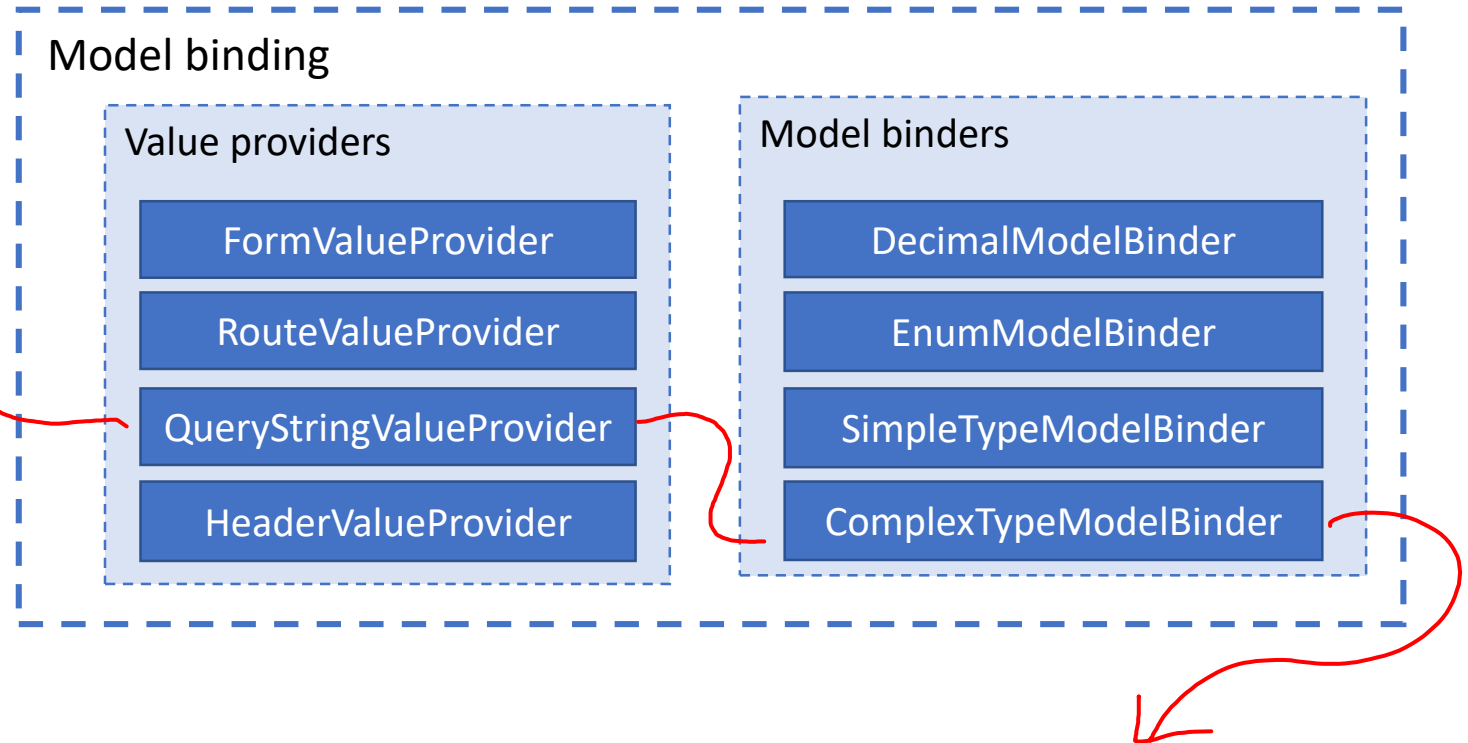 Model binding
Value providers
FormValueProvider
RouteValueProvider
QueryStringValueProvider
HeaderValueProvider
Model binders
DecimalModelBinder
EnumModelBinder
SimpleTypeModelBinder
ComplexTypeModelBinder